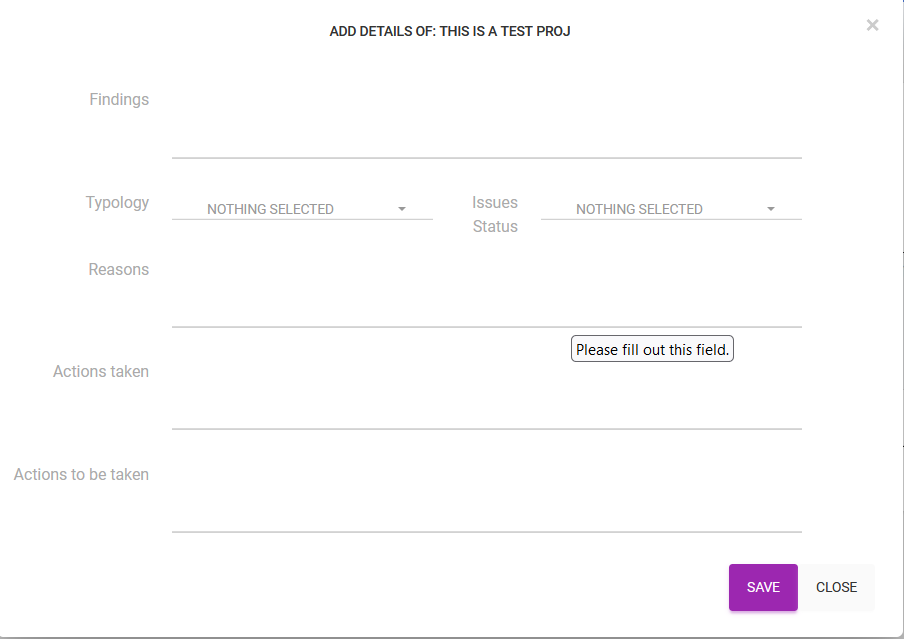 ADD DETAILS OF: THIS IS A TEST PROJ
×
Findings
Typology
NOTHING SELECTED
Issues
Status
NOTHING SELECTED
Reasons
Please fill out this field.
Actions taken
Actions to be taken
SAVE
CLOSE